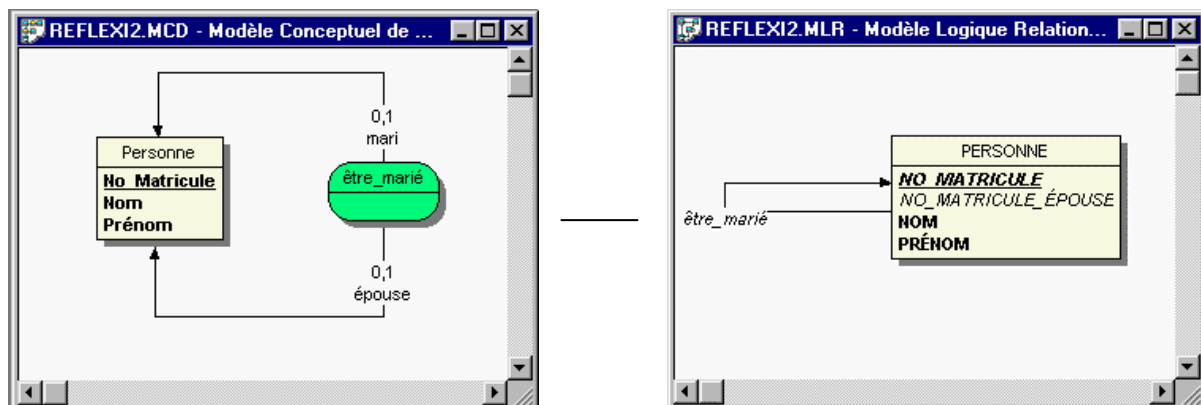 REFLEXI2.MCD - Modèle Conceptuel de ...
0,1
mari
Personne
No_Matricule
Nom
Prénom
être_marié
0,1
épouse
REFLEXI2.MLR - Modèle Logique Relation...
PERSONNE
NO_MATRICULE
NO_MATRICULE_ÉPOUSE
NOM
PRÉNOM
être_marié